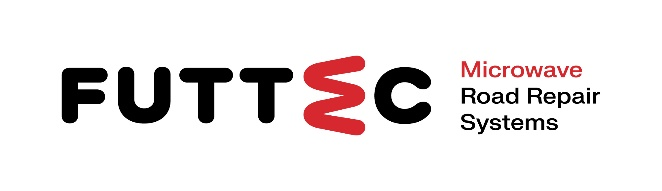 FUTTEC
Microwave
Road Repair
Systems